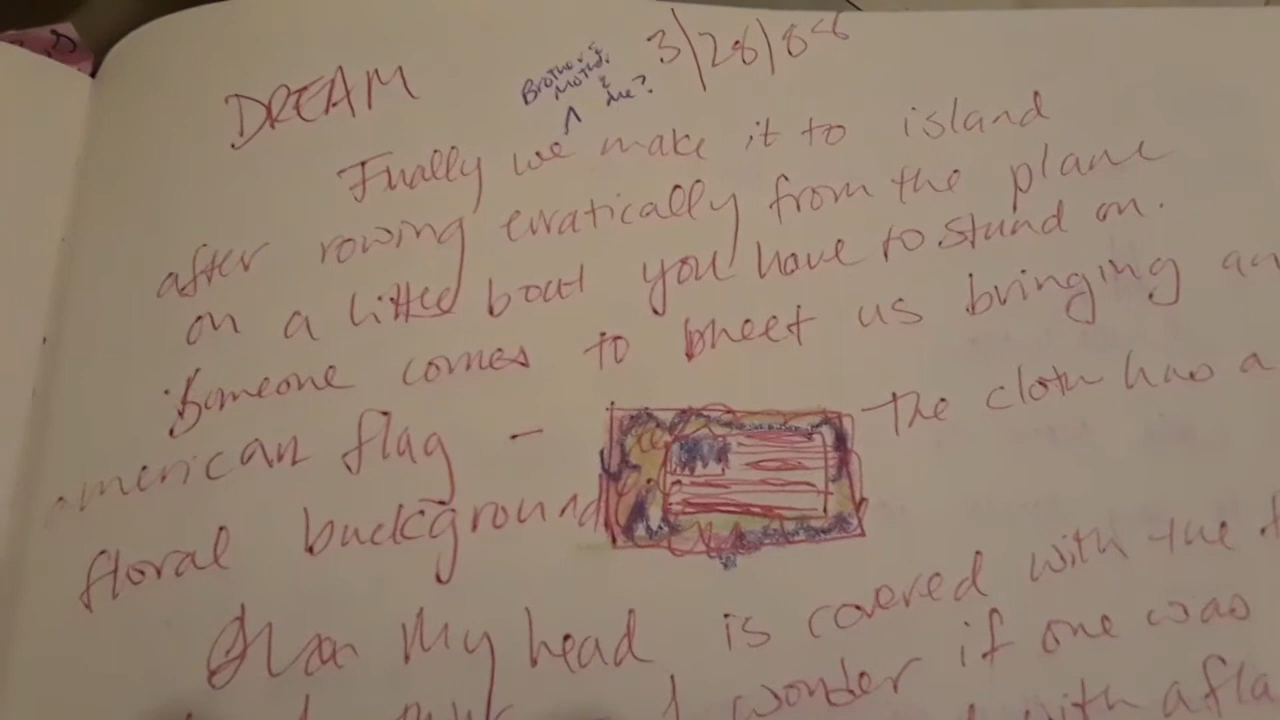 DREAM 3/28/88
Brother &
Mother &
me?
Finally we make it to island
after rowing erratically from the plane
on a little boat you have to stand on.
Someone comes to meet us bringing an
american flag — The cloth has a
floral background
My head is covered with the
I wonder if one was
with a fla